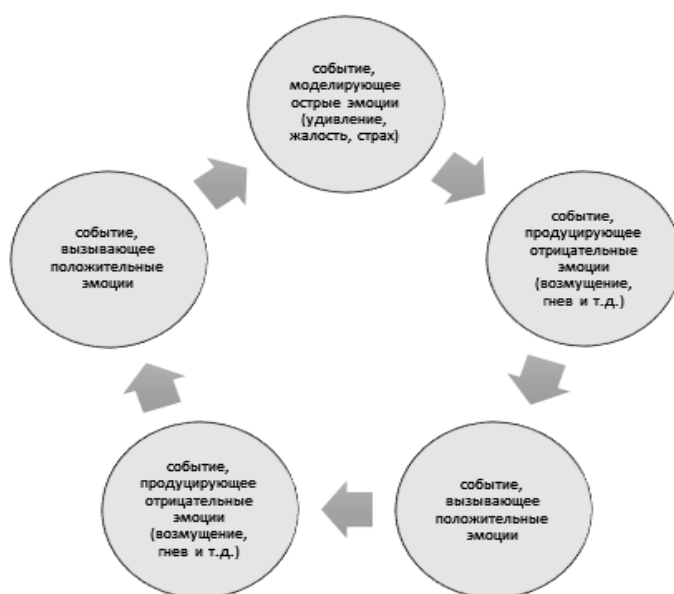 событие,
моделирующее
острые эмоции
(удивление,
жалость, страх)
событие,
продуцирующее
отрицательные
эмоции
(возмущение,
гнев и т.д.)
событие,
вызывающее
положительные
эмоции
событие,
продуцирующее
отрицательные
эмоции
(возмущение,
гнев и т.д.)
событие,
вызывающее
положительные
эмоции